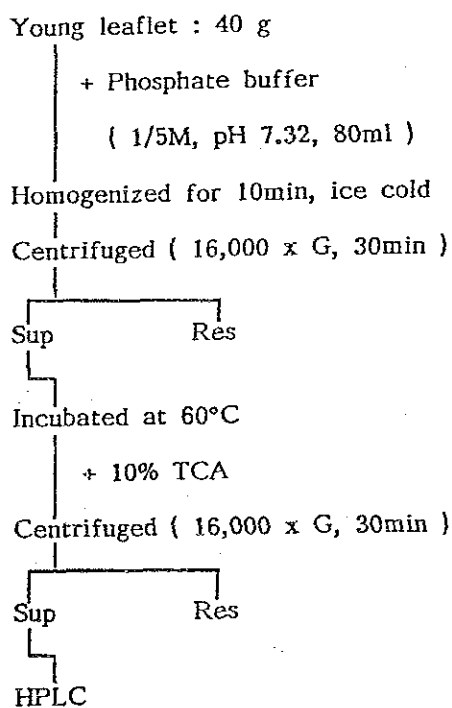 Young leaflet : 40 g
+ Phosphate buffer
( 1/5M, pH 7.32, 80ml )
Homogenized for 10min, ice cold
Centrifuged ( 16,000 x G, 30min )
Sup Res
Incubated at 60°C
+ 10% TCA
Centrifuged ( 16,000 x G, 30min )
Sup Res
HPLC